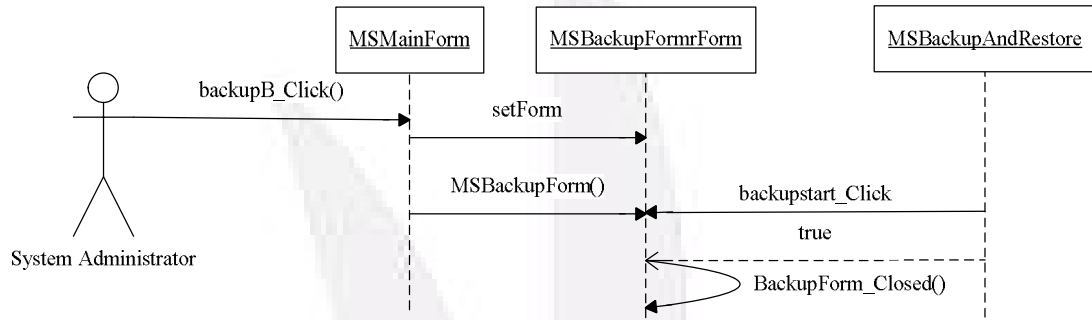 MSMainForm
MSBackupFormrForm
MSBackupAndRestore
backupB_Click()
setForm
MSBackupForm()
backupstart_Click
true
BackupForm_Closed()
System Administrator